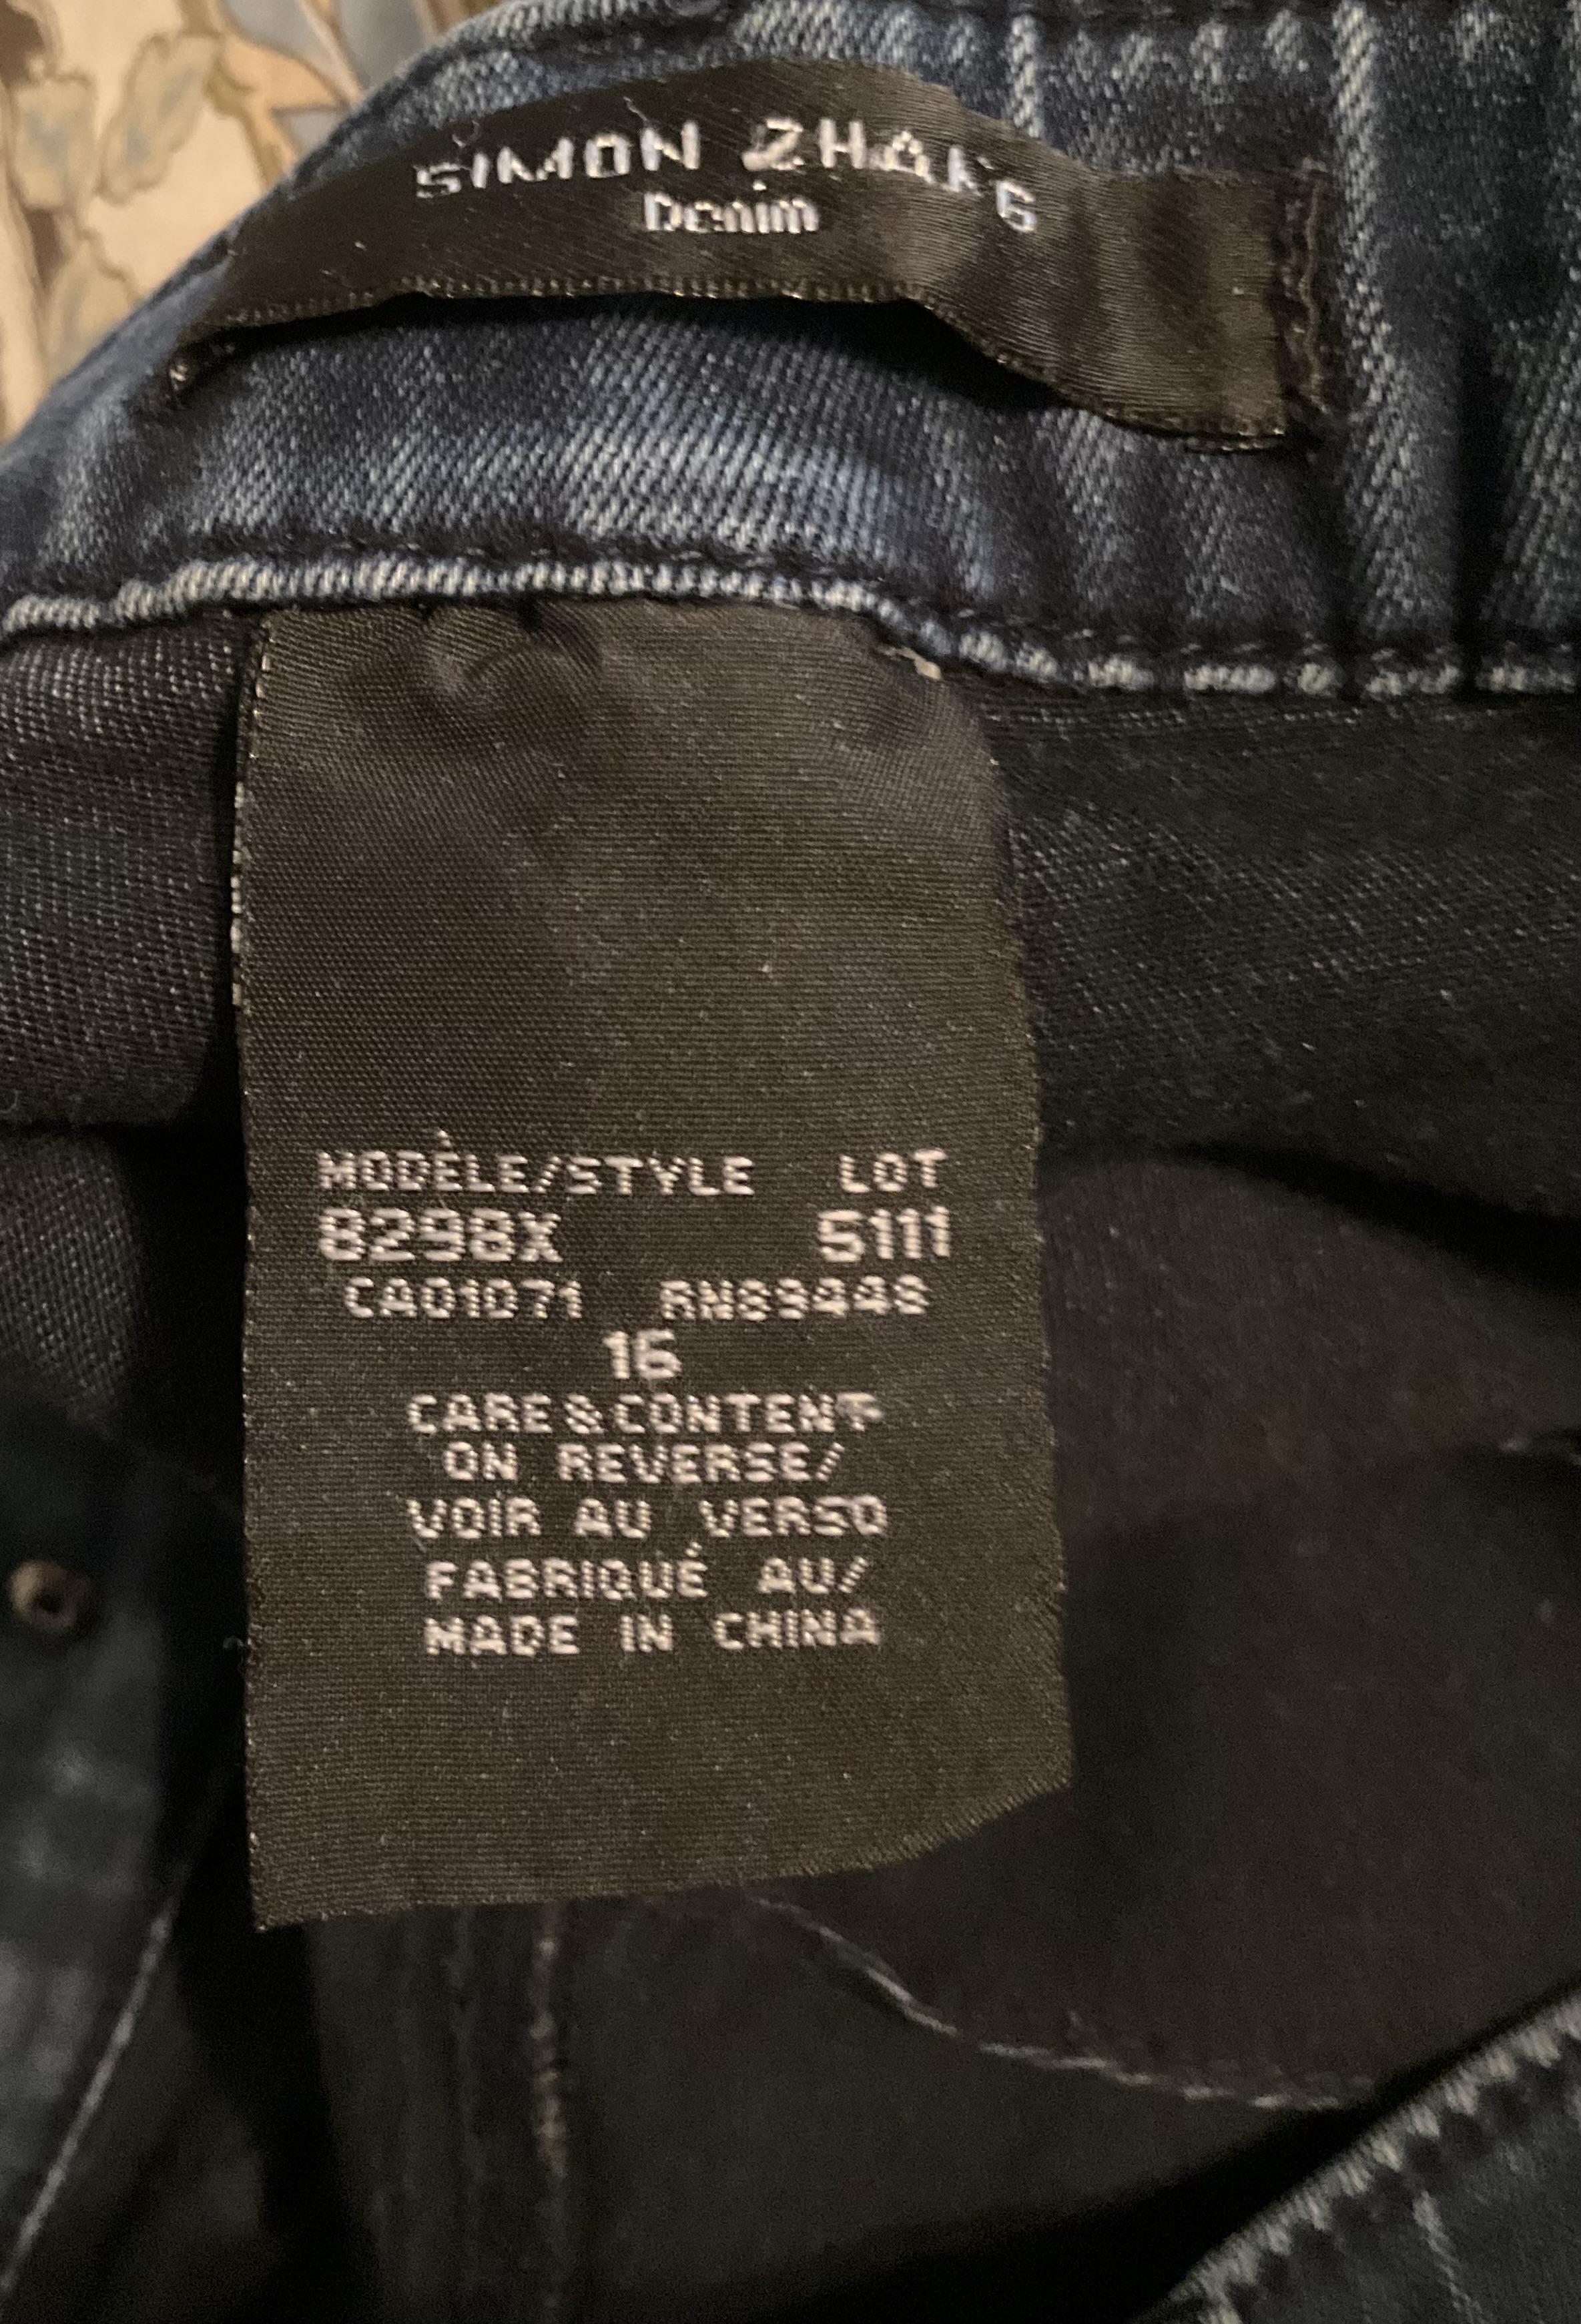 SIMON ZHANG
Denim
MODÈLE/STYLE LOT
8298X 5111
CA01071 RN89448
16
CARE & CONTENT
ON REVERSE/
VOIR AU VERSO
FABRIQUÉ AU/
MADE IN CHINA